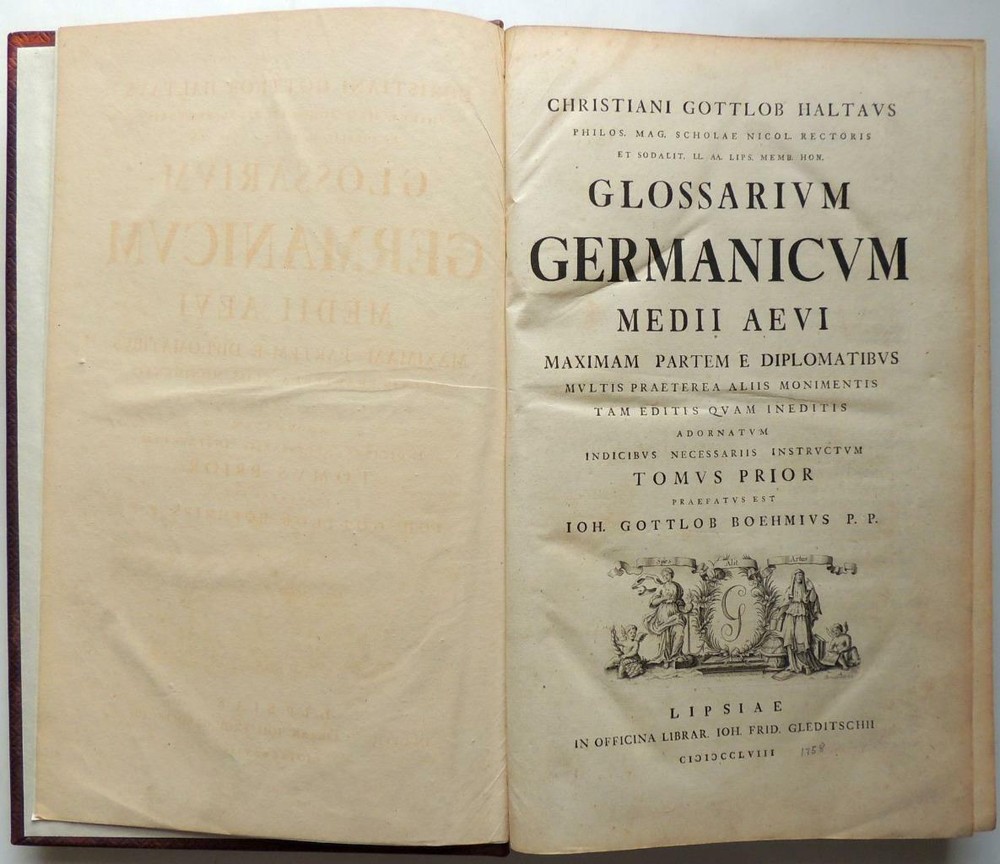 CHRISTIANI GOTTLOB HALTAVS
PHILOS. MAG. SCHOLAE NICOL. RECTORIS
ET SODALIT. LL. AA. LIPS. MEMB. HON.
GLOSSARIVM
GERMANICVM
MEDII AEVI
MAXIMAM PARTEM E DIPLOMATIBVS
MVLTIS PRAETEREA ALIIS MONIMENTIS
TAM EDITIS QVAM INEDITIS
ADORNATVM
INDICIBVS NECESSARIIS INSTRVCTVM
TOMVS PRIOR
PRAEFATVS EST
IOH. GOTTLOB BOEHMIVS P. P.
Alit Artes
G
LIPSIAE
IN OFFICINA LIBRAR. IOH. FRID. GLEDITSCHII
CIƆIƆCCLVIII 1758